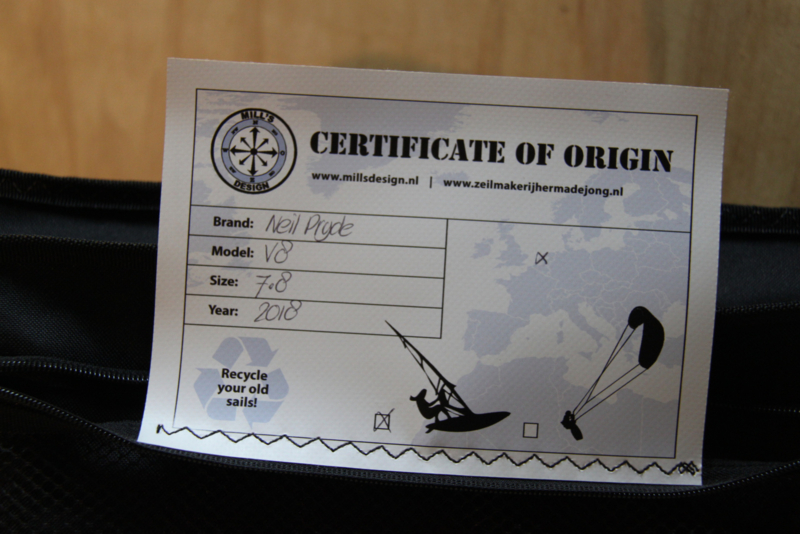 MILL'S
DESIGN
CERTIFICATE OF ORIGIN
www.millsdesign.nl | www.zeilmakerijhermadejong.nl
Brand: Neil Pryde
Model: V8
Size: 7.8
Year: 2018
Recycle
your old
sails!